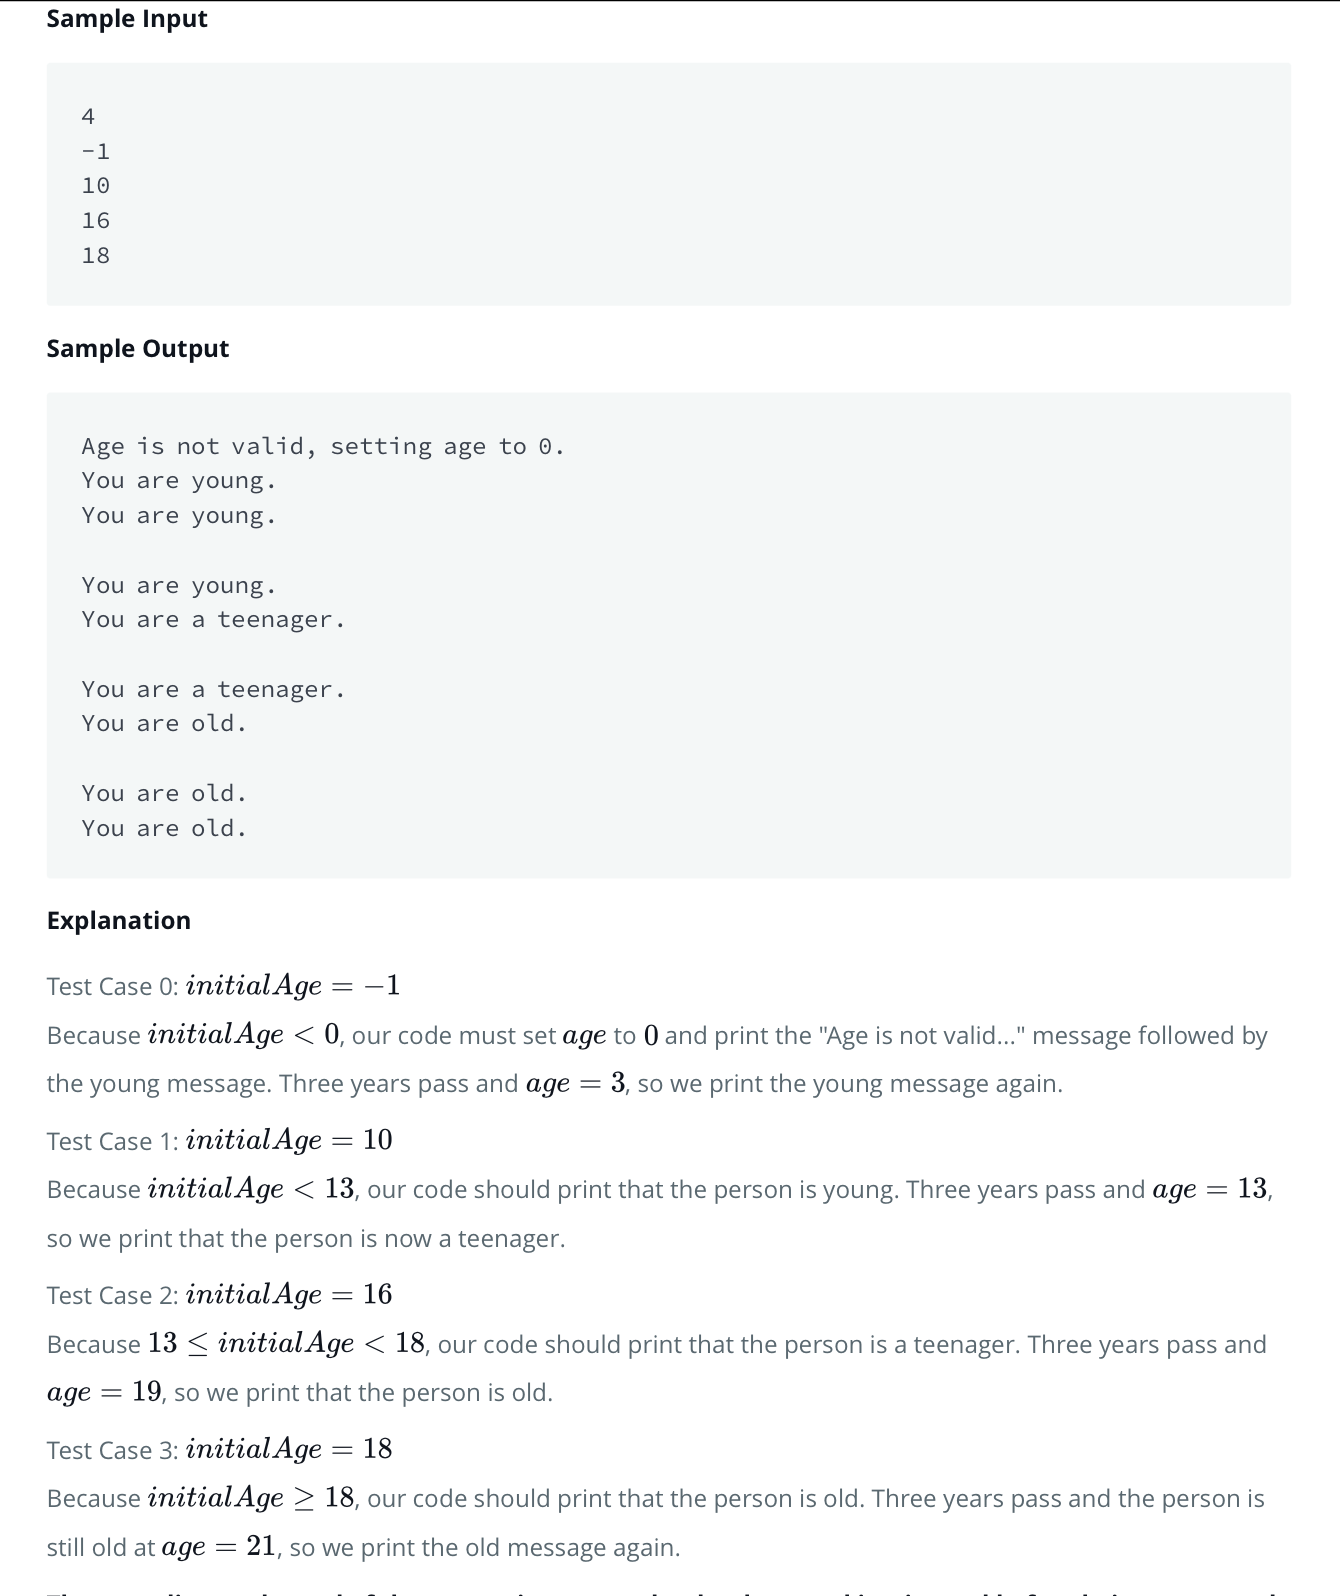 Sample Input
4
-1
10
16
18
Sample Output
Age is not valid, setting age to 0.
You are young.
You are young.
You are young.
You are a teenager.
You are a teenager.
You are old.
You are old.
You are old.
Explanation
Test Case 0: initialAge = −1
Because initialAge < 0, our code must set age to 0 and print the "Age is not valid..." message followed by
the young message. Three years pass and age = 3, so we print the young message again.
Test Case 1: initialAge = 10
Because initialAge < 13, our code should print that the person is young. Three years pass and age = 13,
so we print that the person is now a teenager.
Test Case 2: initialAge = 16
Because 13 ≤ initialAge < 18, our code should print that the person is a teenager. Three years pass and
age = 19, so we print that the person is old.
Test Case 3: initialAge = 18
Because initialAge ≥ 18, our code should print that the person is old. Three years pass and the person is
still old at age = 21, so we print the old message again.